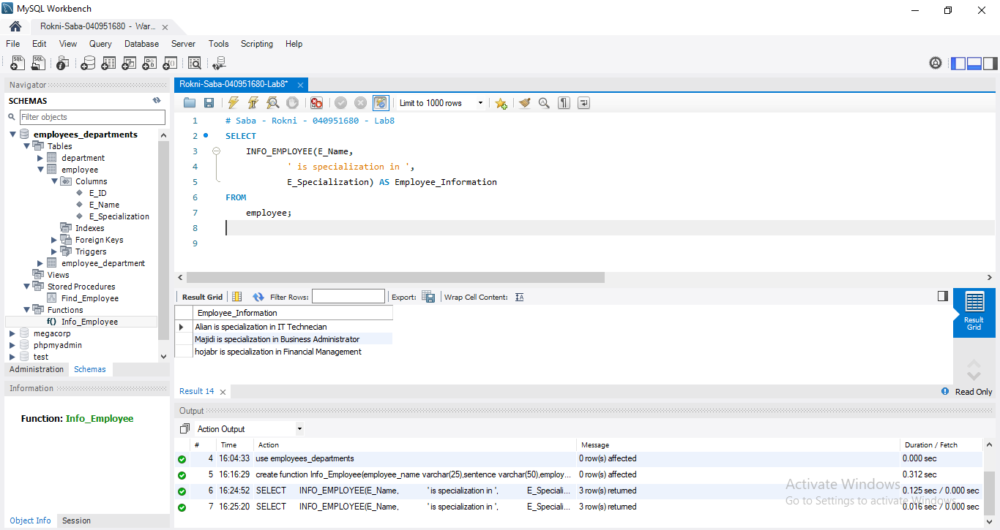 MySQL Workbench
Rokni-Saba-040951680 - War...
File Edit View Query Database Server Tools Scripting Help
Navigator
SCHEMAS
Filter objects
employees_departments
Tables
department
employee
Columns
E_ID
E_Name
E_Specialization
Indexes
Foreign Keys
Triggers
employee_department
Views
Stored Procedures
Find_Employee
Functions
f() Info_Employee
megacorp
phpmyadmin
test
Administration Schemas
Information
Function: Info_Employee
Object Info Session
Rokni-Saba-040951680-Lab8*
Limit to 1000 rows
1 # Saba - Rokni - 040951680 - Lab8
2 SELECT
3 INFO_EMPLOYEE(E_Name,
4 ' is specialization in ',
5 E_Specialization) AS Employee_Information
6 FROM
7 employee;
8
9
Result Grid Filter Rows: Export: Wrap Cell Content:
Employee_Information
Alian is specialization in IT Technecian
Majidi is specialization in Business Administrator
hojabr is specialization in Financial Management
Result Grid
Result 14
Read Only
Output
Action Output
# Time Action Message Duration / Fetch
4 16:04:33 use employees_departments 0 row(s) affected 0.000 sec
5 16:16:29 create function Info_Employee(employee_name varchar(25),sentence varchar(50),employ... 0 row(s) affected 0.312 sec
6 16:24:52 SELECT INFO_EMPLOYEE(E_Name, ' is specialization in ', E_Speciali... 3 row(s) returned 0.125 sec / 0.000 sec
7 16:25:20 SELECT INFO_EMPLOYEE(E_Name, ' is specialization in ', E_Speciali... 3 row(s) returned 0.016 sec / 0.000 sec
Activate Windows
Go to Settings to activate Windows.